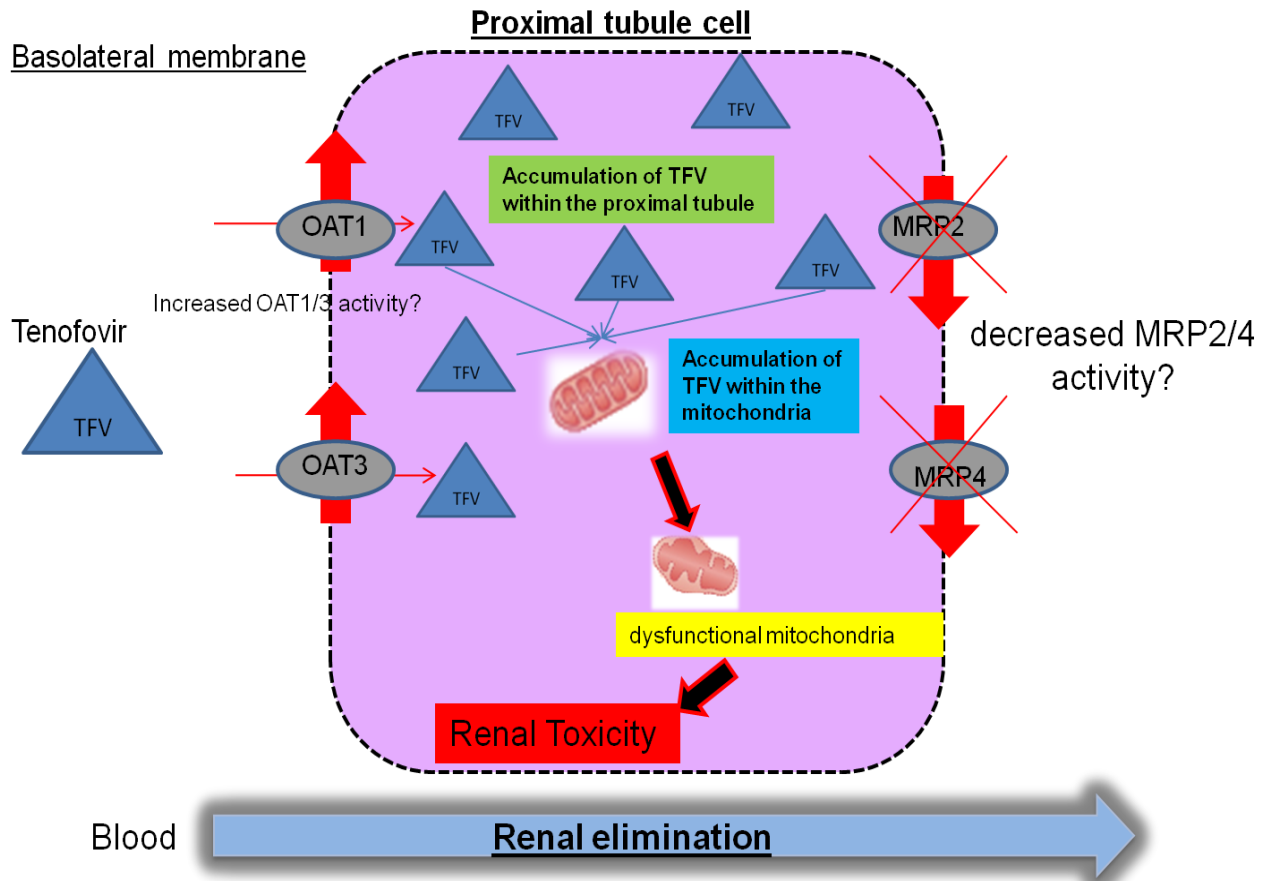 Proximal tubule cell
Basolateral membrane
TFV
TFV
Accumulation of TFV
within the proximal tubule
OAT1
TFV
TFV
TFV
MRP2
Increased OAT1/3 activity?
Tenofovir
TFV
TFV
Accumulation of
TFV within the
mitochondria
decreased MRP2/4
activity?
OAT3
TFV
MRP4
dysfunctional mitochondria
Renal Toxicity
Blood
Renal elimination